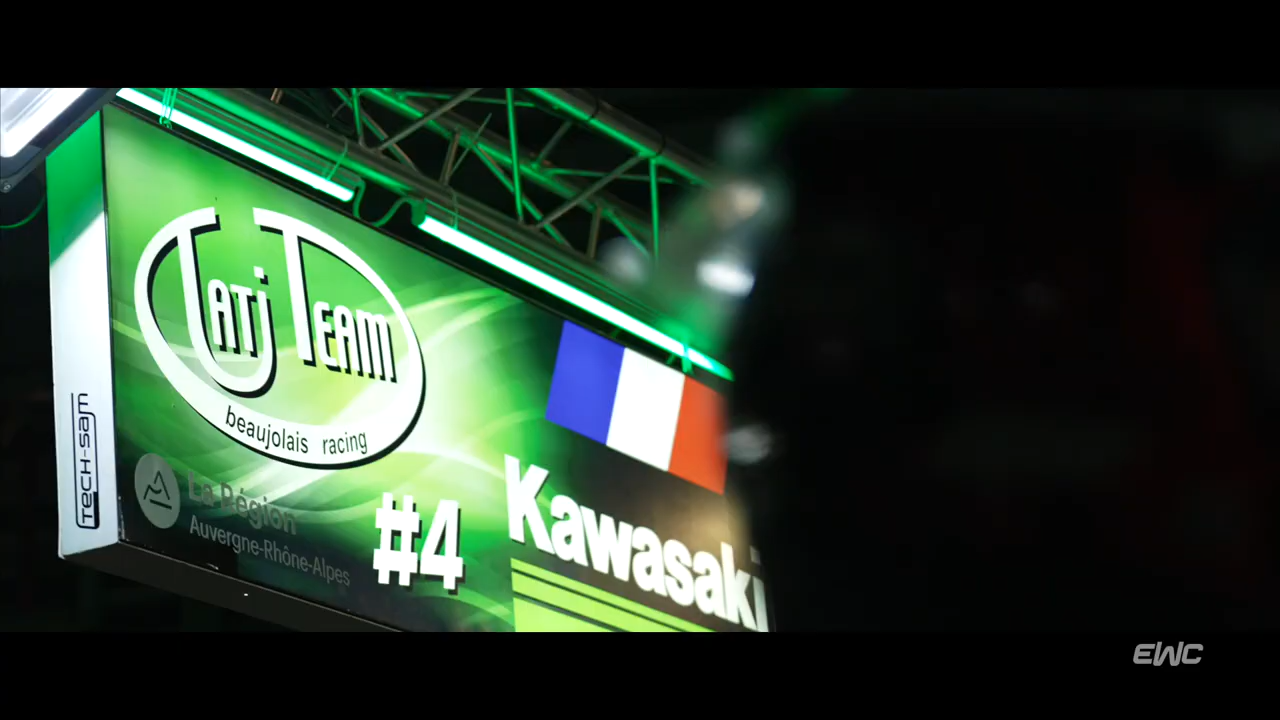 TATI TEAM
beaujolais racing
TECH-SAM
La Région
Auvergne-Rhône-Alpes
#4
Kawasaki
EWC